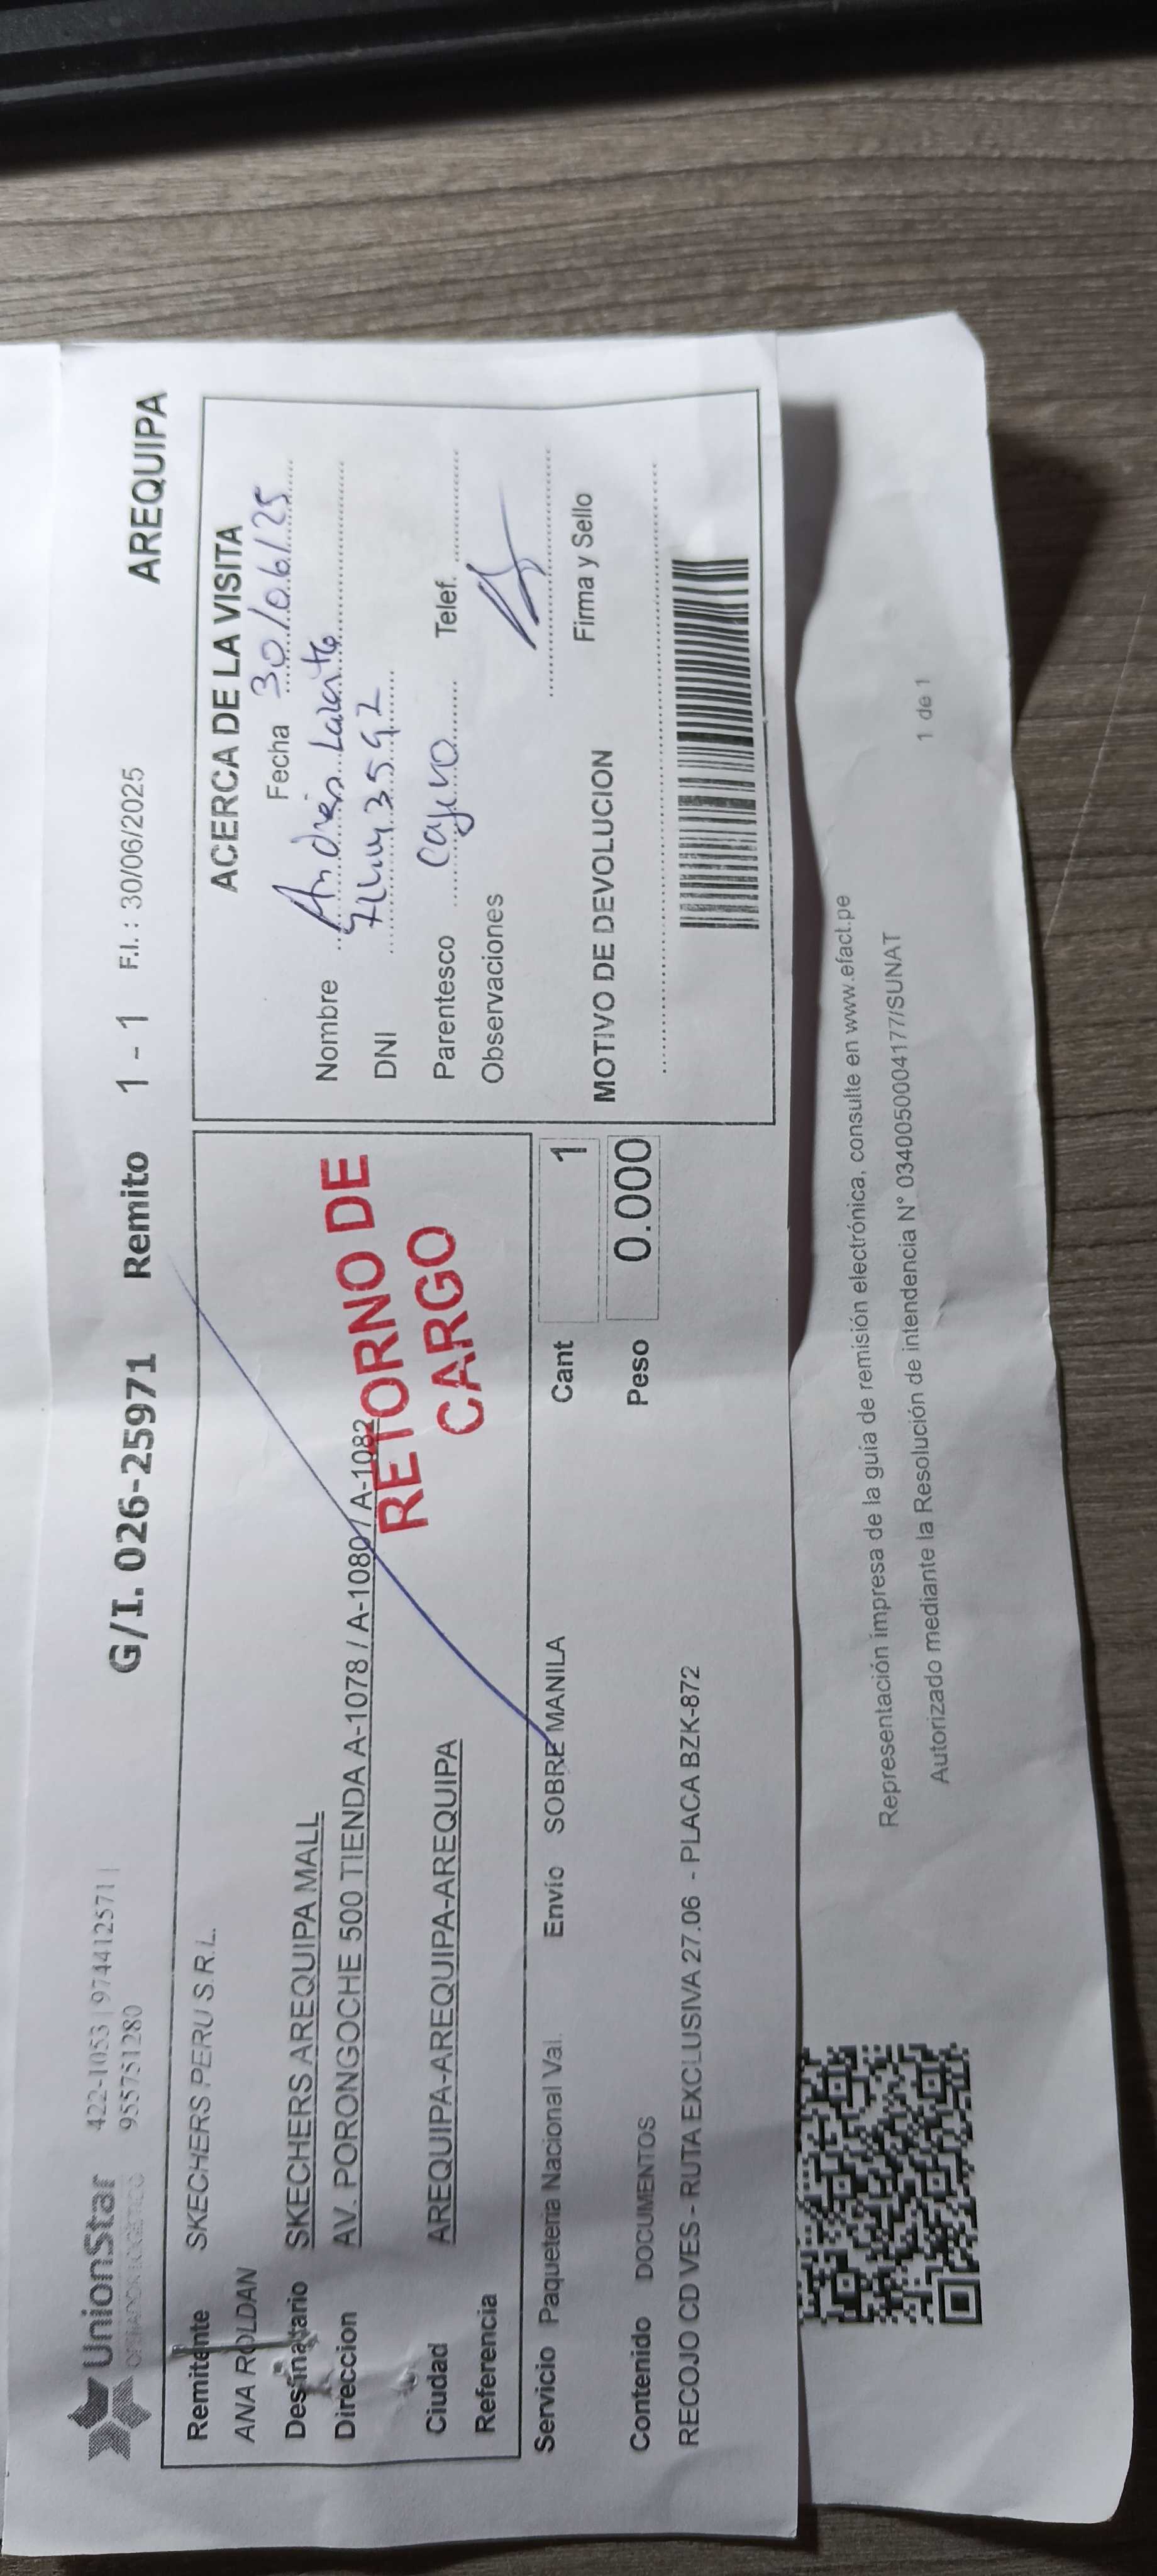 UnionStar 422-1053 | 974412571 |
OPERADOR LOGÍSTICO 955751280
G/I. 026-25971 Remito 1 - 1 F.I. : 30/06/2025 AREQUIPA
Remitente SKECHERS PERU S.R.L.
ANA ROLDAN
Destinatario SKECHERS AREQUIPA MALL
Direccion AV. PORONGOCHE 500 TIENDA A-1078 / A-1080 / A-1082
Ciudad AREQUIPA-AREQUIPA-AREQUIPA
Referencia
RETORNO DE
CARGO
Servicio Paqueteria Nacional Val. Envío SOBRE MANILA Cant 1
Contenido DOCUMENTOS Peso 0.000
RECOJO CD VES - RUTA EXCLUSIVA 27.06 - PLACA BZK-872
ACERCA DE LA VISITA
Fecha 30/06/25
Nombre Andrés
DNI
Parentesco cajero Telef.
Observaciones
Firma y Sello
MOTIVO DE DEVOLUCION
Representación impresa de la guía de remisión electrónica, consulte en www.efact.pe
Autorizado mediante la Resolución de intendencia N° 0340050004177/SUNAT
1 de 1